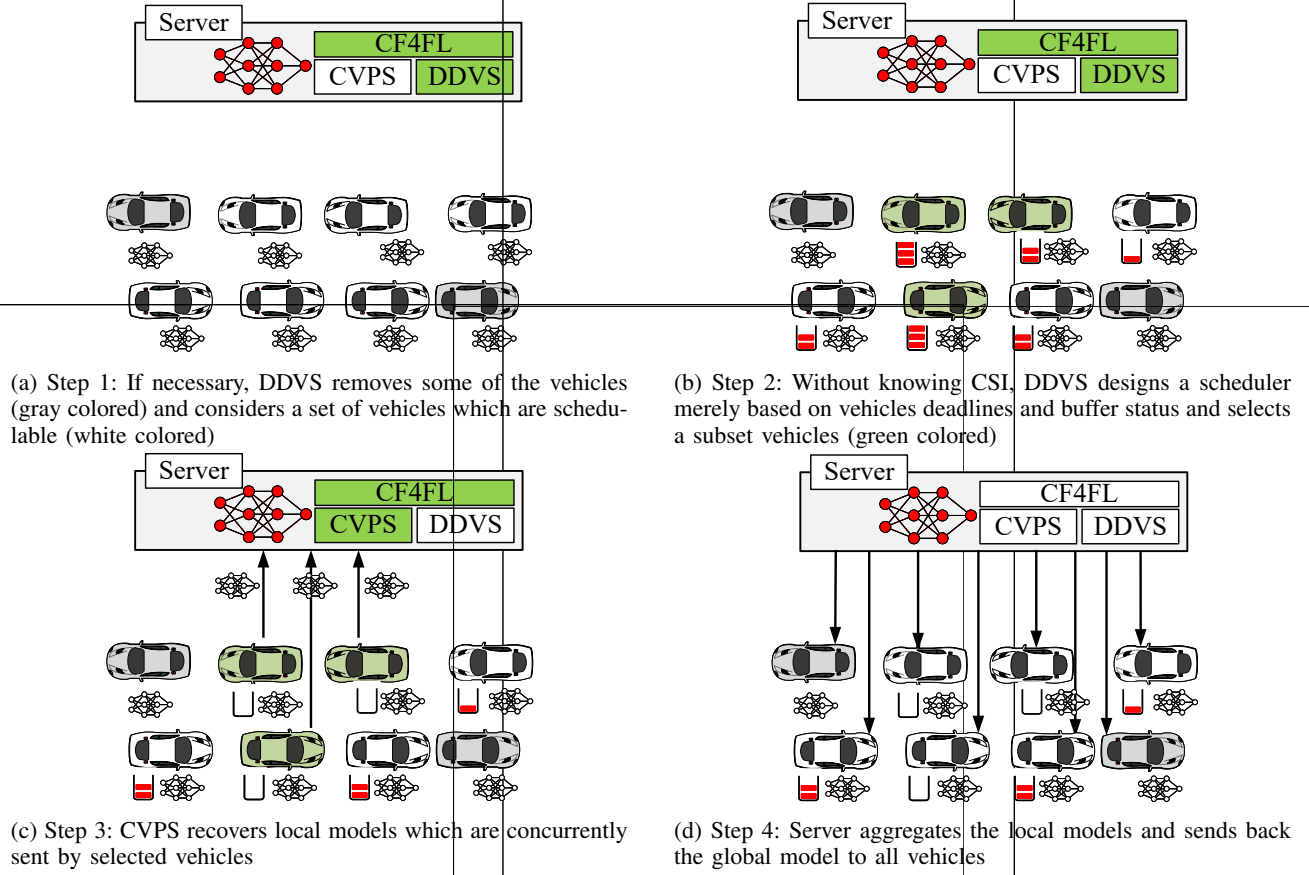 Server
CF4FL
CVPS DDVS
(a) Step 1: If necessary, DDVS removes some of the vehicles
(gray colored) and considers a set of vehicles which are schedu-
lable (white colored)
Server
CF4FL
CVPS DDVS
(b) Step 2: Without knowing CSI, DDVS designs a scheduler
merely based on vehicles deadlines and buffer status and selects
a subset vehicles (green colored)
Server
CF4FL
CVPS DDVS
(c) Step 3: CVPS recovers local models which are concurrently
sent by selected vehicles
Server
CF4FL
CVPS DDVS
(d) Step 4: Server aggregates the local models and sends back
the global model to all vehicles